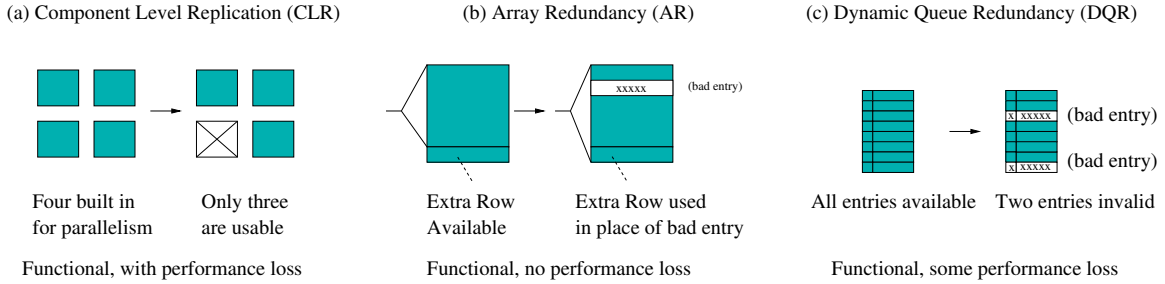 (a) Component Level Replication (CLR)
(b) Array Redundancy (AR)
(c) Dynamic Queue Redundancy (DQR)
xxxxx
(bad entry)
x xxxxx
(bad entry)
x xxxxx
(bad entry)
Four built in
for parallelism
Only three
are usable
Extra Row
Available
Extra Row used
in place of bad entry
All entries available
Two entries invalid
Functional, with performance loss
Functional, no performance loss
Functional, some performance loss